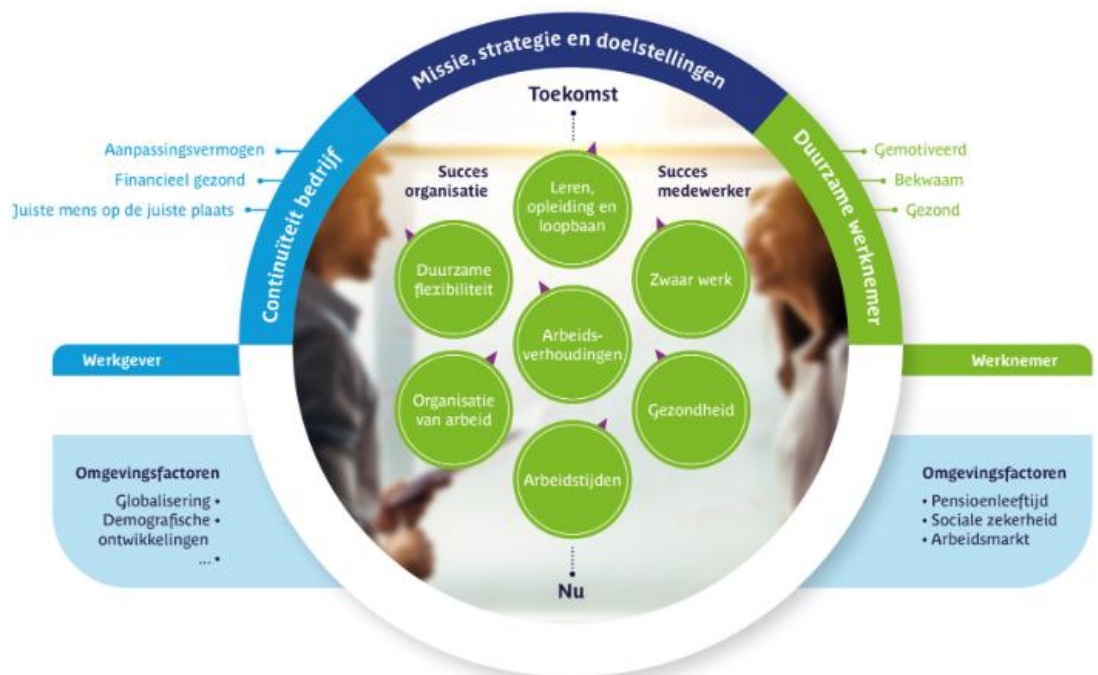 Missie, strategie en doelstellingen
Continuïteit bedrijf
Duurzame werknemer
Toekomst
Aanpassingsvermogen
Financieel gezond
Juiste mens op de juiste plaats
Gemotiveerd
Bekwaam
Gezond
Succes
organisatie
Succes
medewerker
Leren,
opleiding en
loopbaan
Duurzame
flexibiliteit
Zwaar werk
Arbeids-
verhoudingen
Organisatie
van arbeid
Gezondheid
Arbeidstijden
Nu
Werkgever
Werknemer
Omgevingsfactoren
Globalisering •
Demografische •
ontwikkelingen
... •
Omgevingsfactoren
• Pensioenleeftijd
• Sociale zekerheid
• Arbeidsmarkt